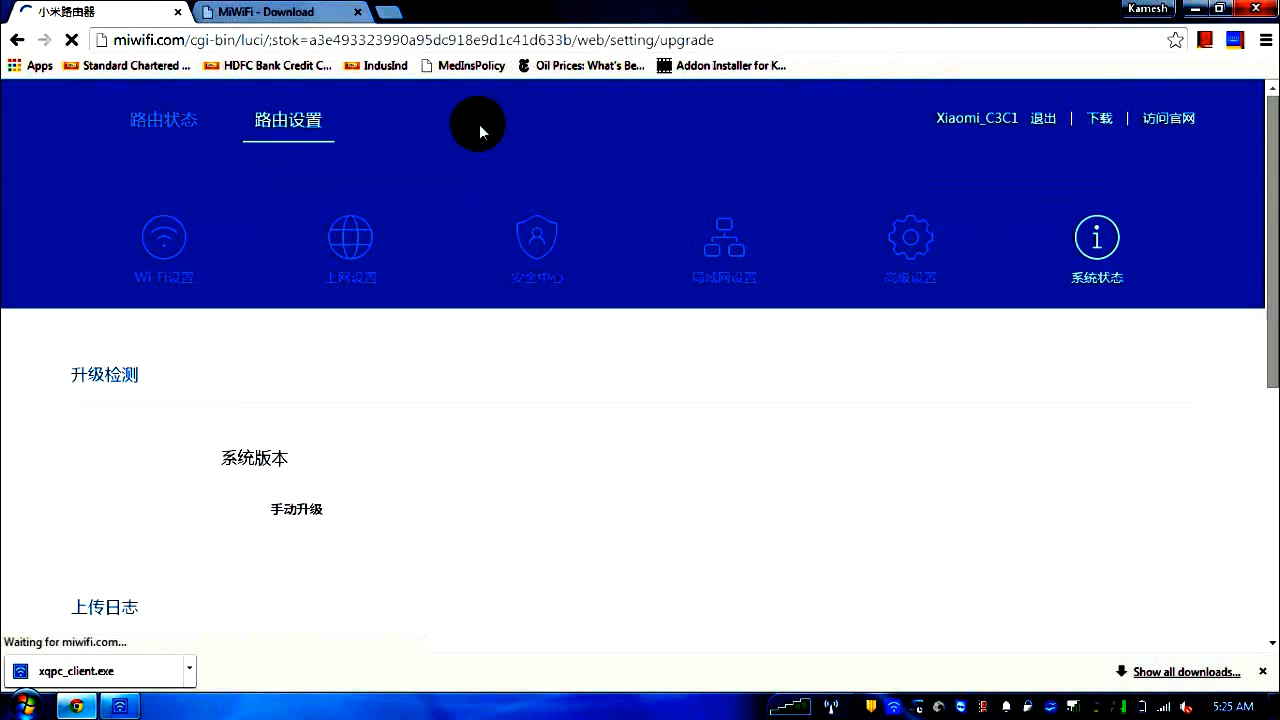 小米路由器
MiWiFi - Download
Kamesh
miwifi.com/cgi-bin/luci/;stok=a3e493323990a95dc918e9d1c41d633b/web/setting/upgrade
Apps Standard Chartered ... HDFC Bank Credit C... IndusInd MedInsPolicy Oil Prices: What's Be... Addon Installer for K...
路由状态 路由设置 Xiaomi_C3C1 退出 | 下载 | 访问官网
Wi-Fi设置 上网设置 安全中心 局域网设置 高级设置 系统状态
升级检测
系统版本
手动升级
上传日志
Waiting for miwifi.com...
xqpc_client.exe
Show all downloads...
5:25 AM